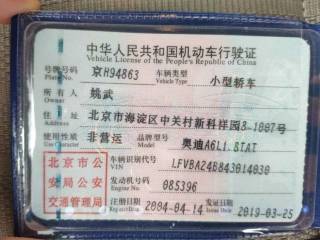 中华人民共和国机动车行驶证
Vehicle License of the People's Republic of China
号牌号码 京H94863 车辆类型 小型轿车
Plate No. Vehicle Type
所有人 姚武
Owner
住址 北京市海淀区中关村新科祥园8-1007号
Address
使用性质 非营运 品牌型号 奥迪A6L1.8TAT
Use Character Model
北京市公 车辆识别代号 LFVBA24B843014030
安局公安 VIN
交通管理局 发动机号码 085396
Engine No.
注册日期 2004-04-14 发证日期 2019-03-25
Register Date Issue Date